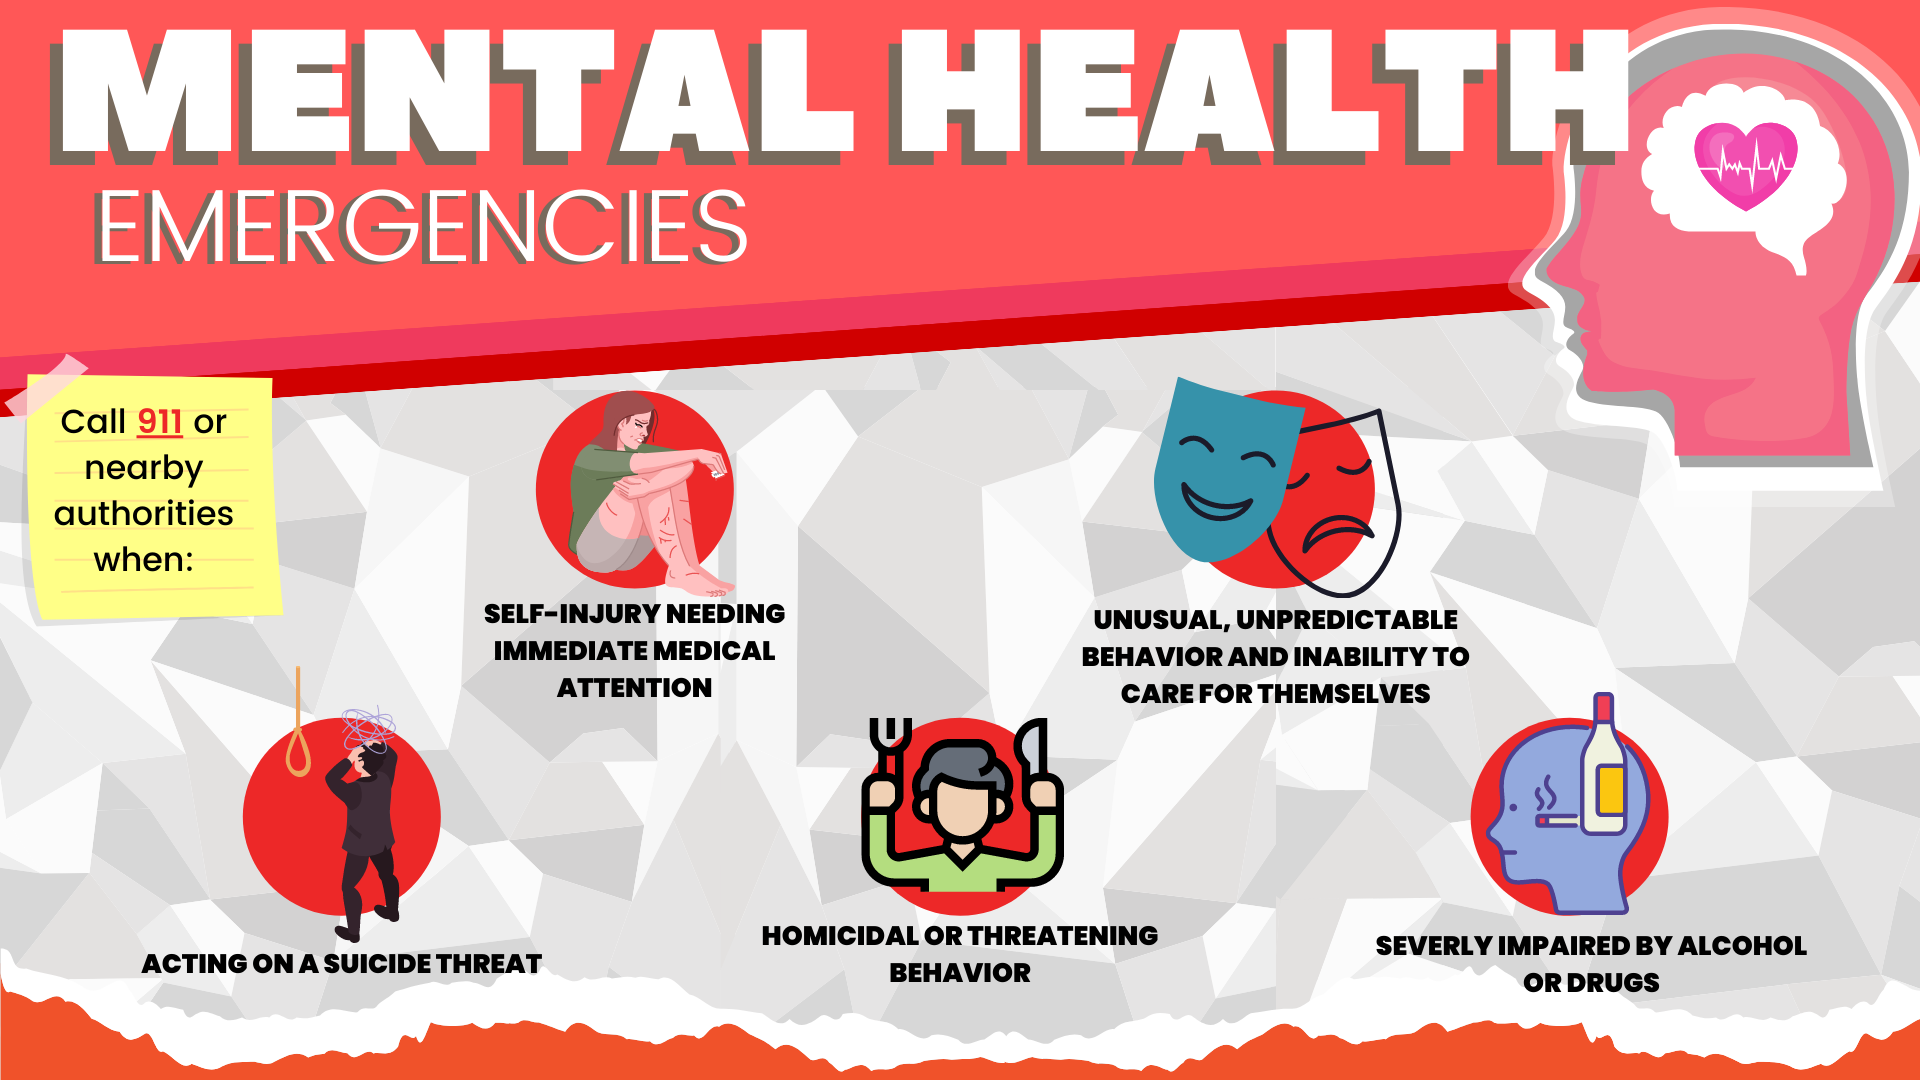 MENTAL HEALTH
EMERGENCIES
Call 911 or
nearby
authorities
when:
SELF-INJURY NEEDING
IMMEDIATE MEDICAL
ATTENTION
UNUSUAL, UNPREDICTABLE
BEHAVIOR AND INABILITY TO
CARE FOR THEMSELVES
ACTING ON A SUICIDE THREAT
HOMICIDAL OR THREATENING
BEHAVIOR
SEVERLY IMPAIRED BY ALCOHOL
OR DRUGS